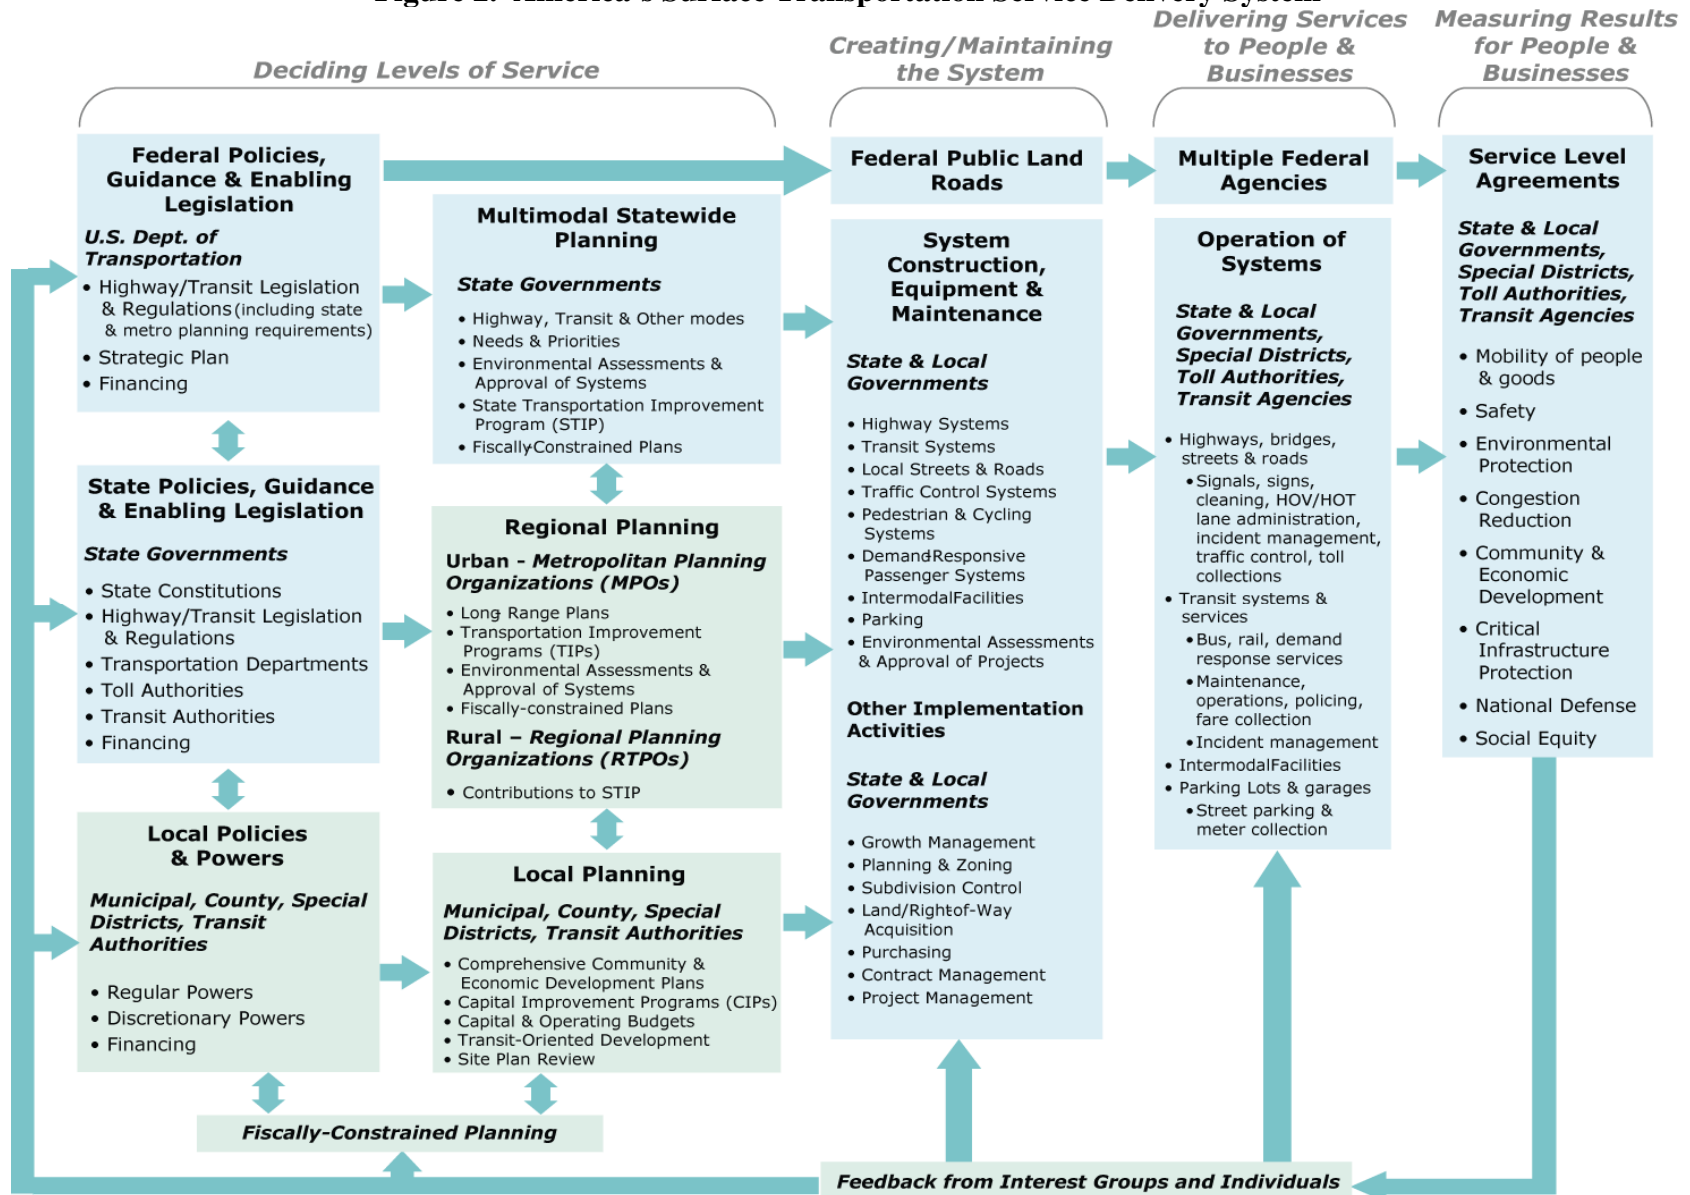 Figure 2. America's Surface Transportation Service Delivery System
Deciding Levels of Service
Creating/Maintaining
the System
Delivering Services
to People &
Businesses
Measuring Results
for People &
Businesses
Federal Policies,
Guidance & Enabling
Legislation
U.S. Dept. of
Transportation
• Highway/Transit Legislation
& Regulations (including state
& metro planning requirements)
• Strategic Plan
• Financing
State Policies, Guidance
& Enabling Legislation
State Governments
• State Constitutions
• Highway/Transit Legislation
& Regulations
• Transportation Departments
• Toll Authorities
• Transit Authorities
• Financing
Local Policies
& Powers
Municipal, County, Special
Districts, Transit
Authorities
• Regular Powers
• Discretionary Powers
• Financing
Multimodal Statewide
Planning
State Governments
• Highway, Transit & Other modes
• Needs & Priorities
• Environmental Assessments &
Approval of Systems
• State Transportation Improvement
Program (STIP)
• Fiscally-Constrained Plans
Regional Planning
Urban - Metropolitan Planning
Organizations (MPOs)
• Long- Range Plans
• Transportation Improvement
Programs (TIPs)
• Environmental Assessments &
Approval of Systems
• Fiscally-constrained Plans
Rural – Regional Planning
Organizations (RTPOs)
• Contributions to STIP
Local Planning
Municipal, County, Special
Districts, Transit Authorities
• Comprehensive Community &
Economic Development Plans
• Capital Improvement Programs (CIPs)
• Capital & Operating Budgets
• Transit-Oriented Development
• Site Plan Review
Fiscally-Constrained Planning
Federal Public Land
Roads
System
Construction,
Equipment &
Maintenance
State & Local
Governments
• Highway Systems
• Transit Systems
• Local Streets & Roads
• Traffic Control Systems
• Pedestrian & Cycling
Systems
• Demand-Responsive
Passenger Systems
• IntermodalFacilities
• Parking
• Environmental Assessments
& Approval of Projects
Other Implementation
Activities
State & Local
Governments
• Growth Management
• Planning & Zoning
• Subdivision Control
• Land/Right-of-Way
Acquisition
• Purchasing
• Contract Management
• Project Management
Multiple Federal
Agencies
Operation of
Systems
State & Local
Governments,
Special Districts,
Toll Authorities,
Transit Agencies
• Highways, bridges,
streets & roads
• Signals, signs,
cleaning, HOV/HOT
lane administration,
incident management,
traffic control, toll
collections
• Transit systems &
services
• Bus, rail, demand
response services
• Maintenance,
operations, policing,
fare collection
• Incident management
• IntermodalFacilities
• Parking Lots & garages
• Street parking &
meter collection
Service Level
Agreements
State & Local
Governments,
Special Districts,
Toll Authorities,
Transit Agencies
• Mobility of people
& goods
• Safety
• Environmental
Protection
• Congestion
Reduction
• Community &
Economic
Development
• Critical
Infrastructure
Protection
• National Defense
• Social Equity
Feedback from Interest Groups and Individuals